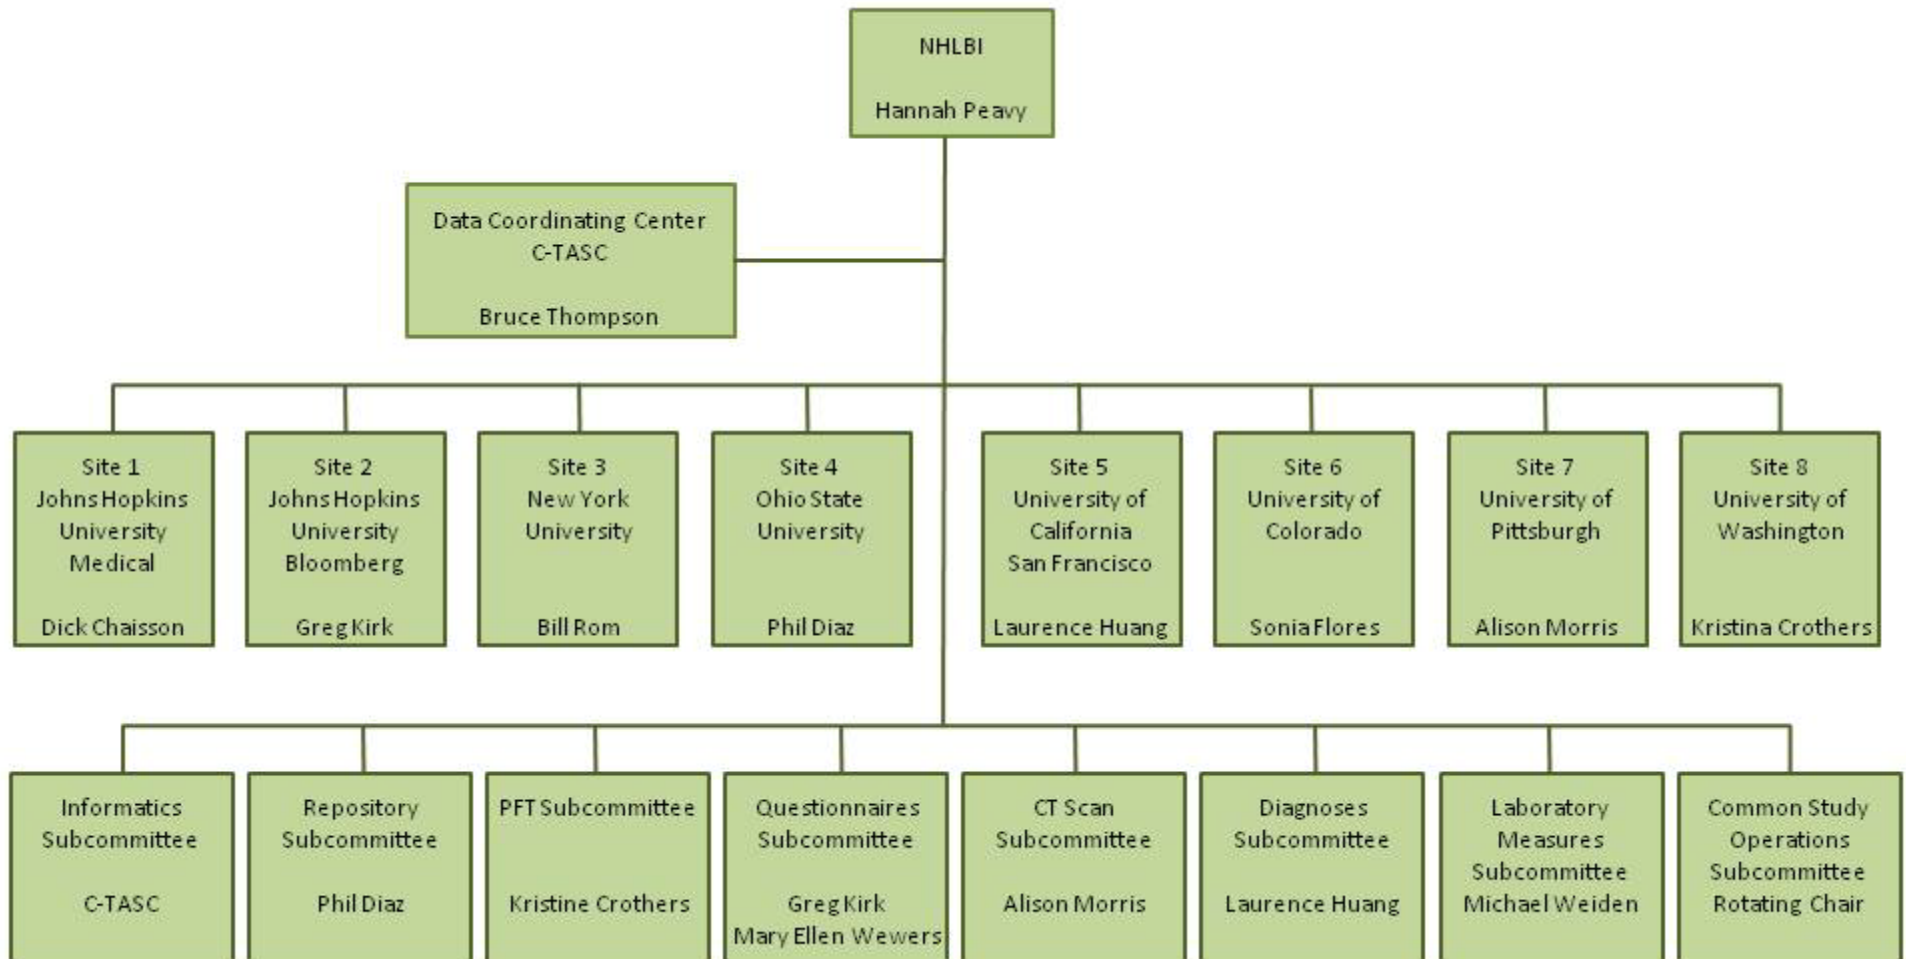 NHLBI
Hannah Peavy
Data Coordinating Center
C-TASC
Bruce Thompson
Site 1
Johns Hopkins
University
Medical
Dick Chaisson
Site 2
Johns Hopkins
University
Bloomberg
Greg Kirk
Site 3
New York
University
Bill Rom
Site 4
Ohio State
University
Phil Diaz
Site 5
University of
California
San Francisco
Laurence Huang
Site 6
University of
Colorado
Sonia Flores
Site 7
University of
Pittsburgh
Alison Morris
Site 8
University of
Washington
Kristina Crothers
Informatics
Subcommittee
C-TASC
Repository
Subcommittee
Phil Diaz
PFT Subcommittee
Kristine Crothers
Questionnaires
Subcommittee
Greg Kirk
Mary Ellen Wewers
CT Scan
Subcommittee
Alison Morris
Diagnoses
Subcommittee
Laurence Huang
Laboratory
Measures
Subcommittee
Michael Weiden
Common Study
Operations
Subcommittee
Rotating Chair